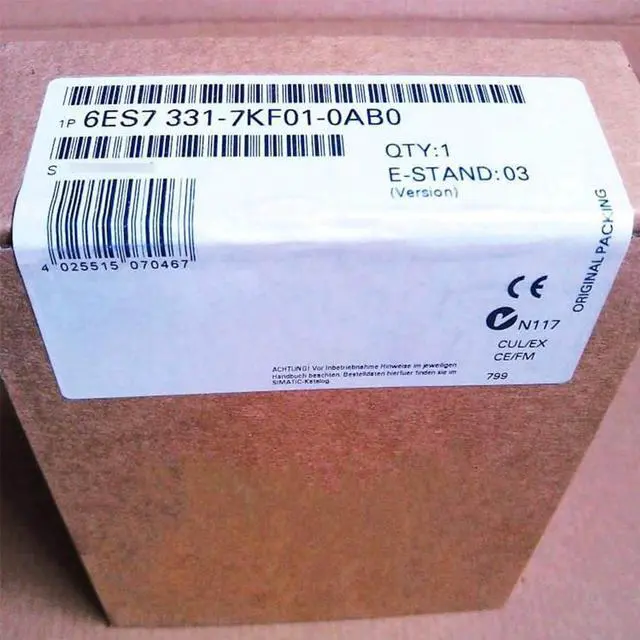 1P 6ES7 331-7KF01-0AB0
S
QTY:1
E-STAND:03
(Version)
4 025515 070467
ORIGINAL PACKING
CE
N117
CUL/EX
CE/FM
799
ACHTUNG! Vor Inbetriebnahme Hinweise im jeweiligen
Handbuch beachten. Bestelldaten hierfuer finden sie im
SIMATIC-Katalog.